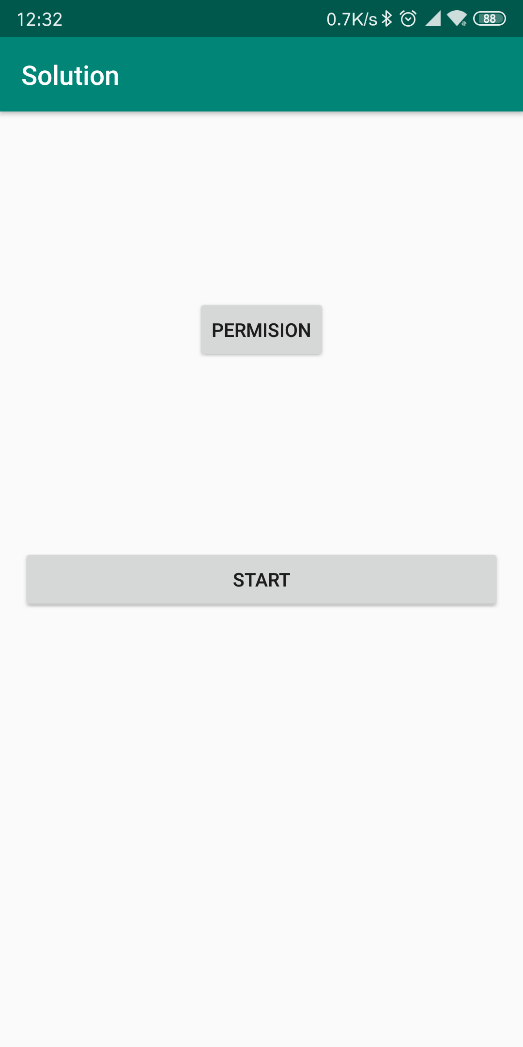 12:32 0.7K/s 88
Solution
PERMISION
START